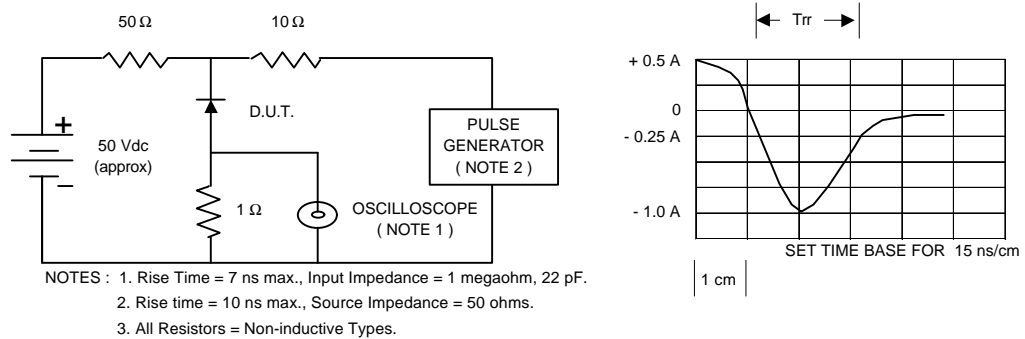 50 Ω
10 Ω
D.U.T.
+
50 Vdc
(approx)
−
1 Ω
OSCILLOSCOPE
( NOTE 1 )
PULSE
GENERATOR
( NOTE 2 )
Trr
+ 0.5 A
0
- 0.25 A
- 1.0 A
SET TIME BASE FOR 15 ns/cm
1 cm
NOTES : 1. Rise Time = 7 ns max., Input Impedance = 1 megaohm, 22 pF.
2. Rise time = 10 ns max., Source Impedance = 50 ohms.
3. All Resistors = Non-inductive Types.